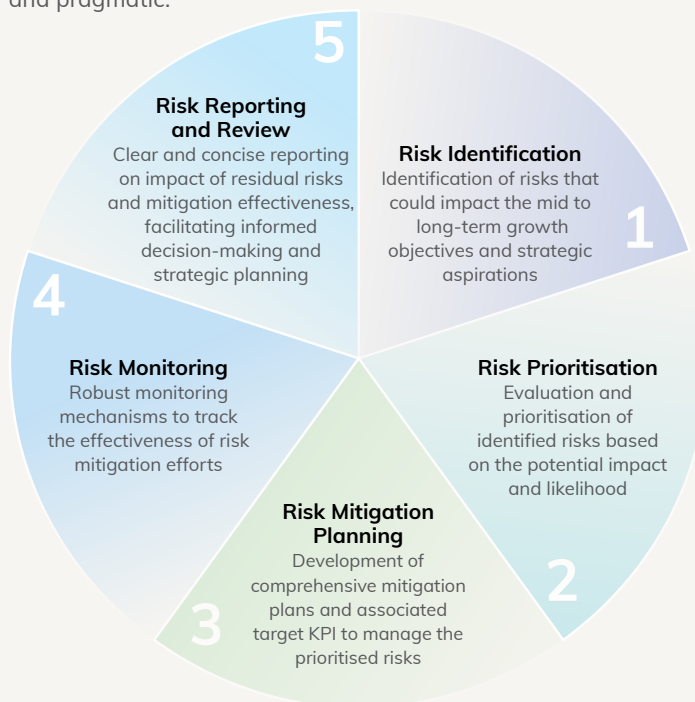 and pragmatic.
1
Risk Identification
Identification of risks that
could impact the mid to
long-term growth
objectives and strategic
aspirations
2
Risk Prioritisation
Evaluation and
prioritisation of
identified risks based
on the potential impact
and likelihood
3
Risk Mitigation
Planning
Development of
comprehensive mitigation
plans and associated
target KPI to manage the
prioritised risks
4
Risk Monitoring
Robust monitoring
mechanisms to track
the effectiveness of risk
mitigation efforts
5
Risk Reporting
and Review
Clear and concise reporting
on impact of residual risks
and mitigation effectiveness,
facilitating informed
decision-making and
strategic planning